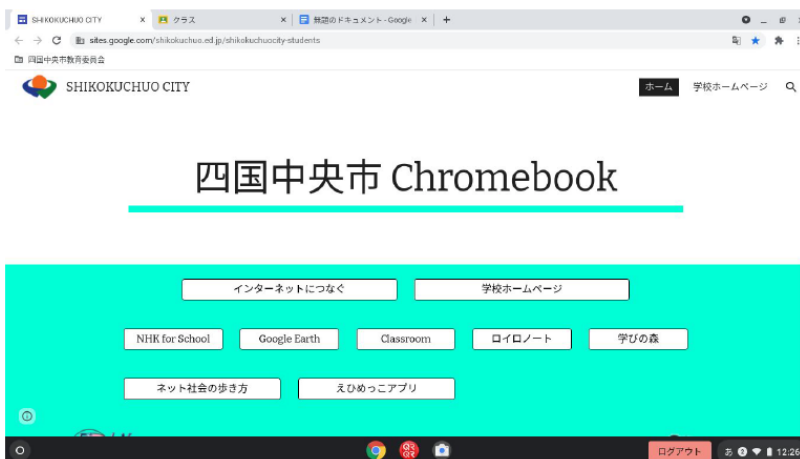 SHIKOKUCHUO CITY
クラス
無題のドキュメント - Google
sites.google.com/shikokuchuo.ed.jp/shikokuchuocity-students
四国中央市教育委員会
SHIKOKUCHUO CITY
ホーム
学校ホームページ
四国中央市 Chromebook
インターネットにつなぐ
学校ホームページ
NHK for School
Google Earth
Classroom
ロイロノート
学びの森
ネット社会の歩き方
えひめっこアプリ
QR
QR
ログアウト
あ
12:26